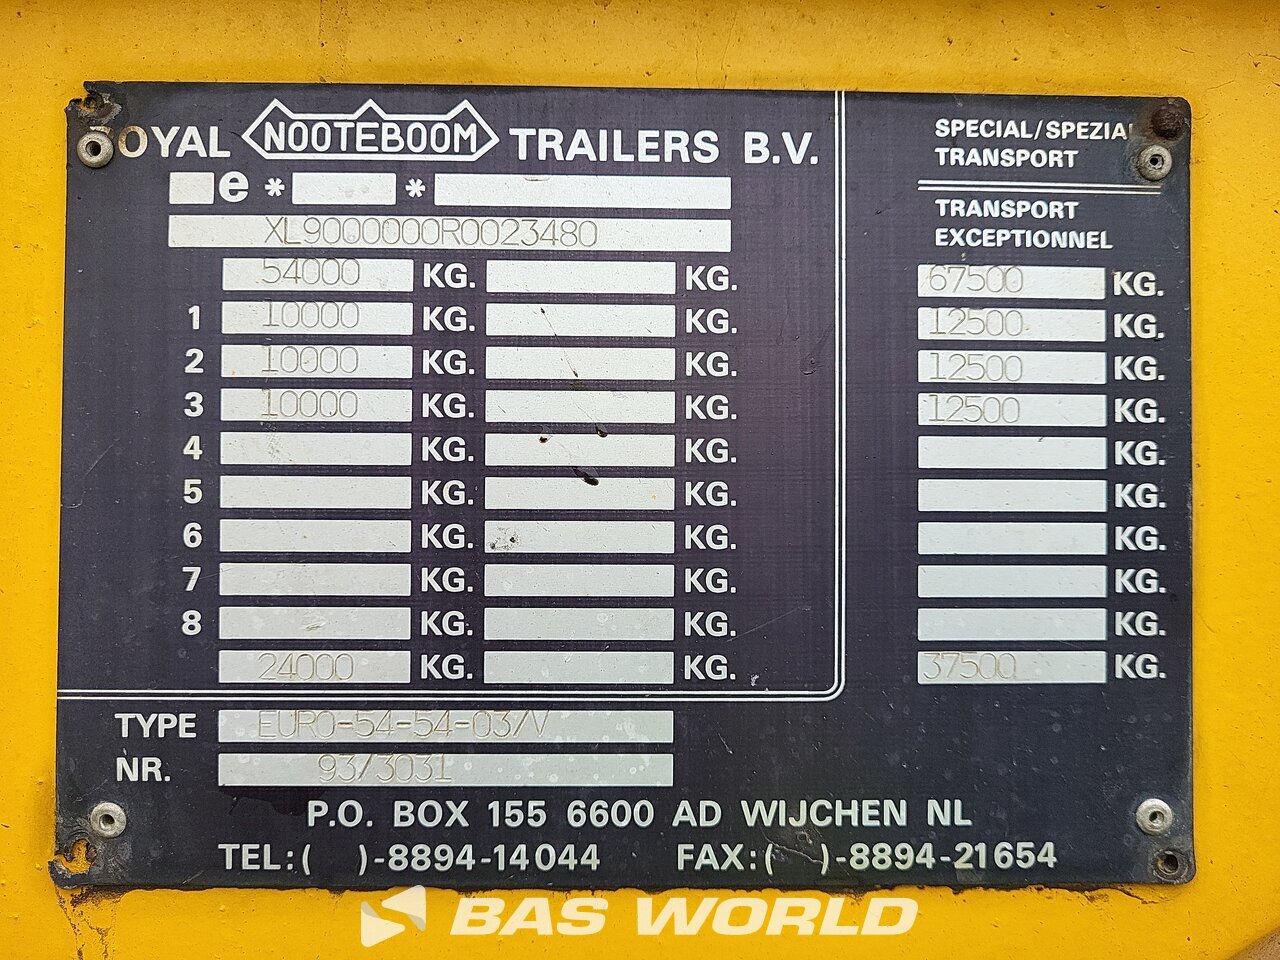 ROYAL NOOTEBOOM TRAILERS B.V.
e * *
XL9000000R0023480
54000 KG. KG.
1 10000 KG. KG.
2 10000 KG. KG.
3 10000 KG. KG.
4 KG. KG.
5 KG. KG.
6 KG. KG.
7 KG. KG.
8 KG. KG.
24000 KG. KG.
SPECIAL/SPEZIAL
TRANSPORT
TRANSPORT
EXCEPTIONNEL
67500 KG.
12500 KG.
12500 KG.
12500 KG.
KG.
KG.
KG.
KG.
KG.
37500 KG.
TYPE EURO-54-54-03/V
NR. 93/3031
P.O. BOX 155 6600 AD WIJCHEN NL
TEL:( )-8894-14044 FAX:( )-8894-21654
BAS WORLD